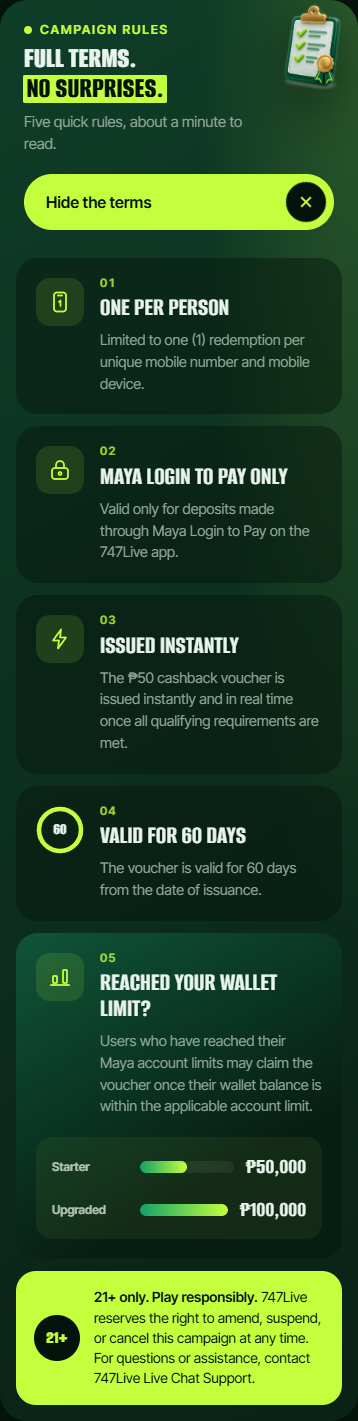 CAMPAIGN RULES
FULL TERMS.
NO SURPRISES.
Five quick rules, about a minute to
read.
Hide the terms
01
ONE PER PERSON
Limited to one (1) redemption per
unique mobile number and mobile
device.
02
MAYA LOGIN TO PAY ONLY
Valid only for deposits made
through Maya Login to Pay on the
747Live app.
03
ISSUED INSTANTLY
The ₱50 cashback voucher is
issued instantly and in real time
once all qualifying requirements are
met.
60
04
VALID FOR 60 DAYS
The voucher is valid for 60 days
from the date of issuance.
05
REACHED YOUR WALLET
LIMIT?
Users who have reached their
Maya account limits may claim the
voucher once their wallet balance is
within the applicable account limit.
Starter ₱50,000
Upgraded ₱100,000
21+
21+ only. Play responsibly. 747Live
reserves the right to amend, suspend,
or cancel this campaign at any time.
For questions or assistance, contact
747Live Live Chat Support.